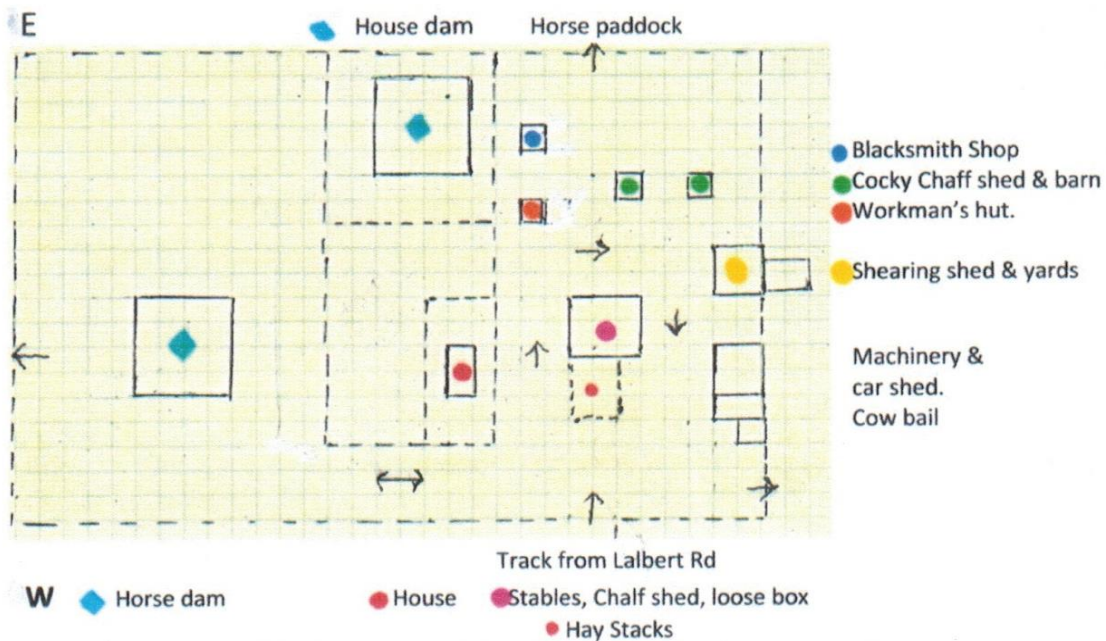 E
House dam Horse paddock
Blacksmith Shop
Cocky Chaff shed & barn
Workman's hut.
Shearing shed & yards
Machinery &
car shed.
Cow bail
Track from Lalbert Rd
W Horse dam House Stables, Chalf shed, loose box
Hay Stacks